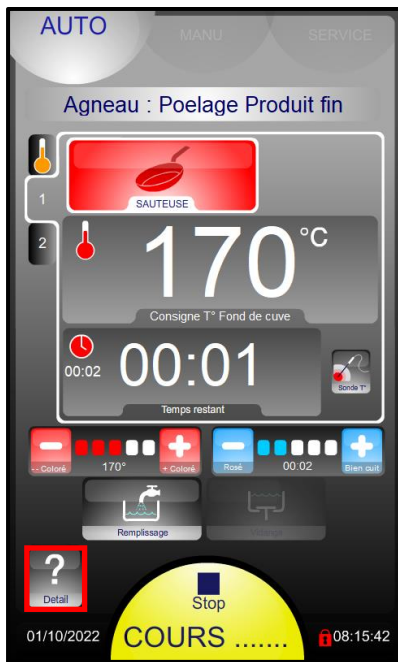 AUTO
MANU
SERVICE
Agneau : Poelage Produit fin
1
SAUTEUSE
2
170°C
Consigne T° Fond de cuve
00:02
00:01
Temps restant
Sonde T°
-- Coloré
170°
+ Coloré
Rosé
00:02
Bien cuit
Remplissage
Vidange
?
Detail
Stop
01/10/2022
COURS .......
08:15:42